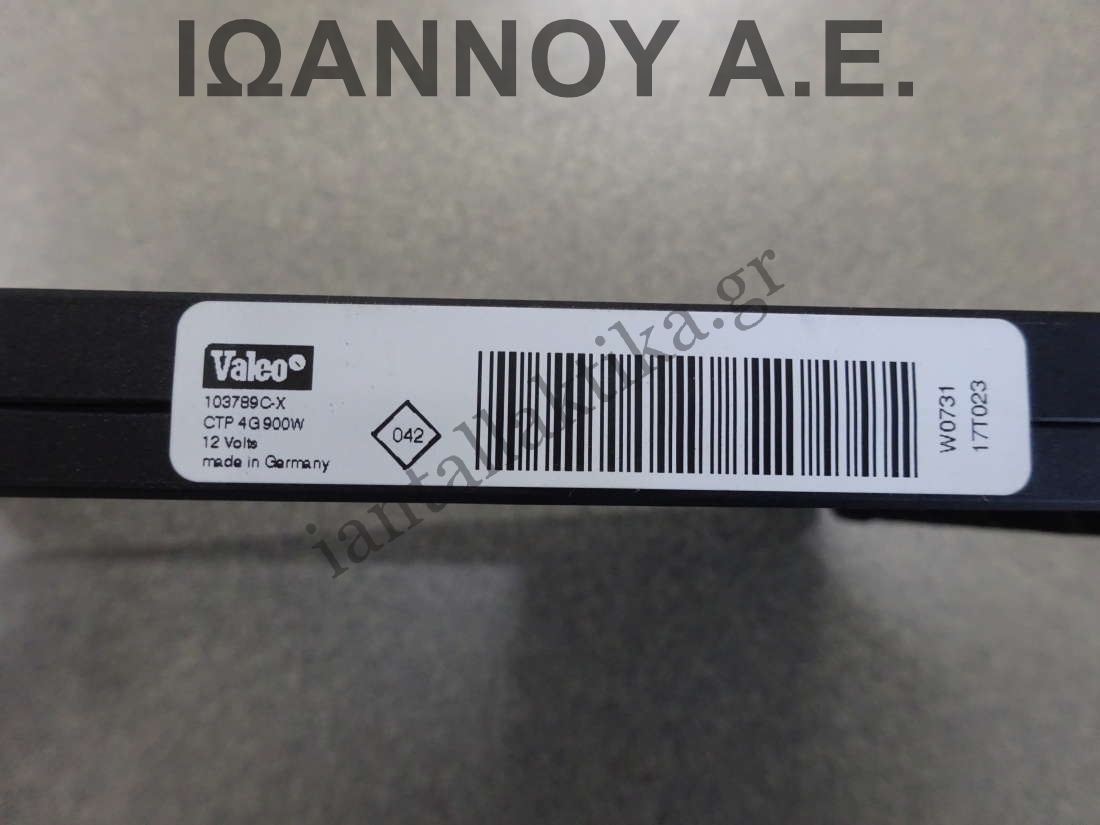 ΙΩΑΝΝΟΥ Α.Ε.
Valeo
103789C-X
CTP 4G 900W
12 Volts
made in Germany
042
W0731
17T023
iantallaktika.gr